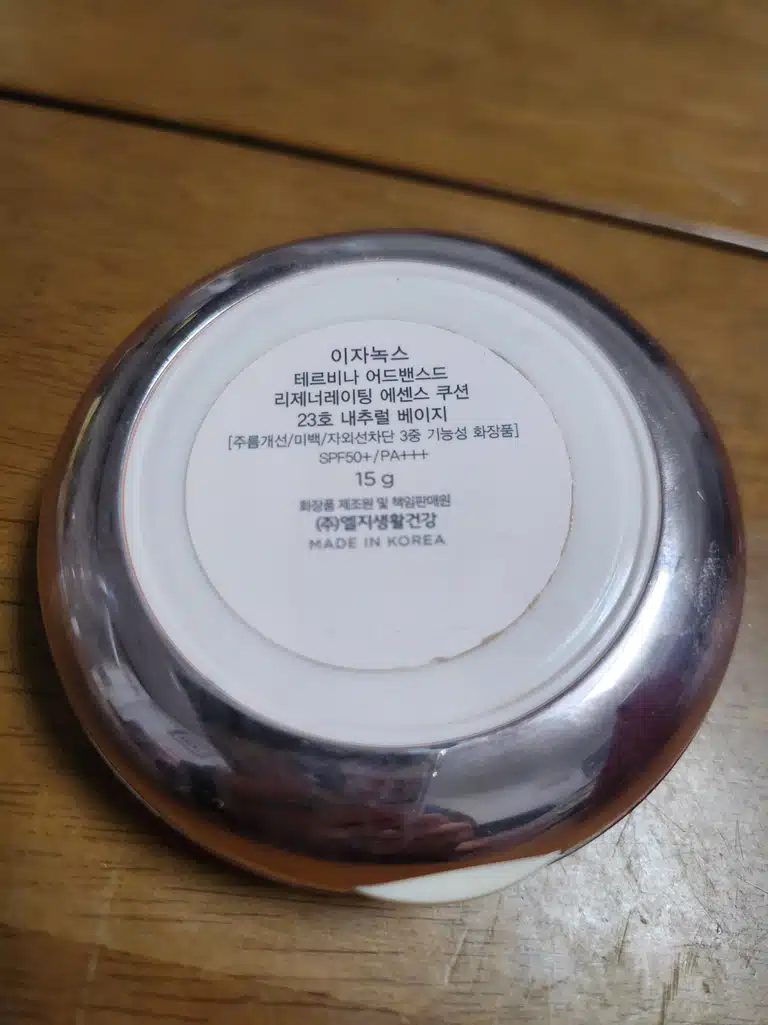 이자녹스
테르비나 어드밴스드
리제너레이팅 에센스 쿠션
23호 내추럴 베이지
[주름개선/미백/자외선차단 3중 기능성 화장품]
SPF50+/PA+++
15 g
화장품 제조원 및 책임판매원
(주)엘지생활건강
MADE IN KOREA